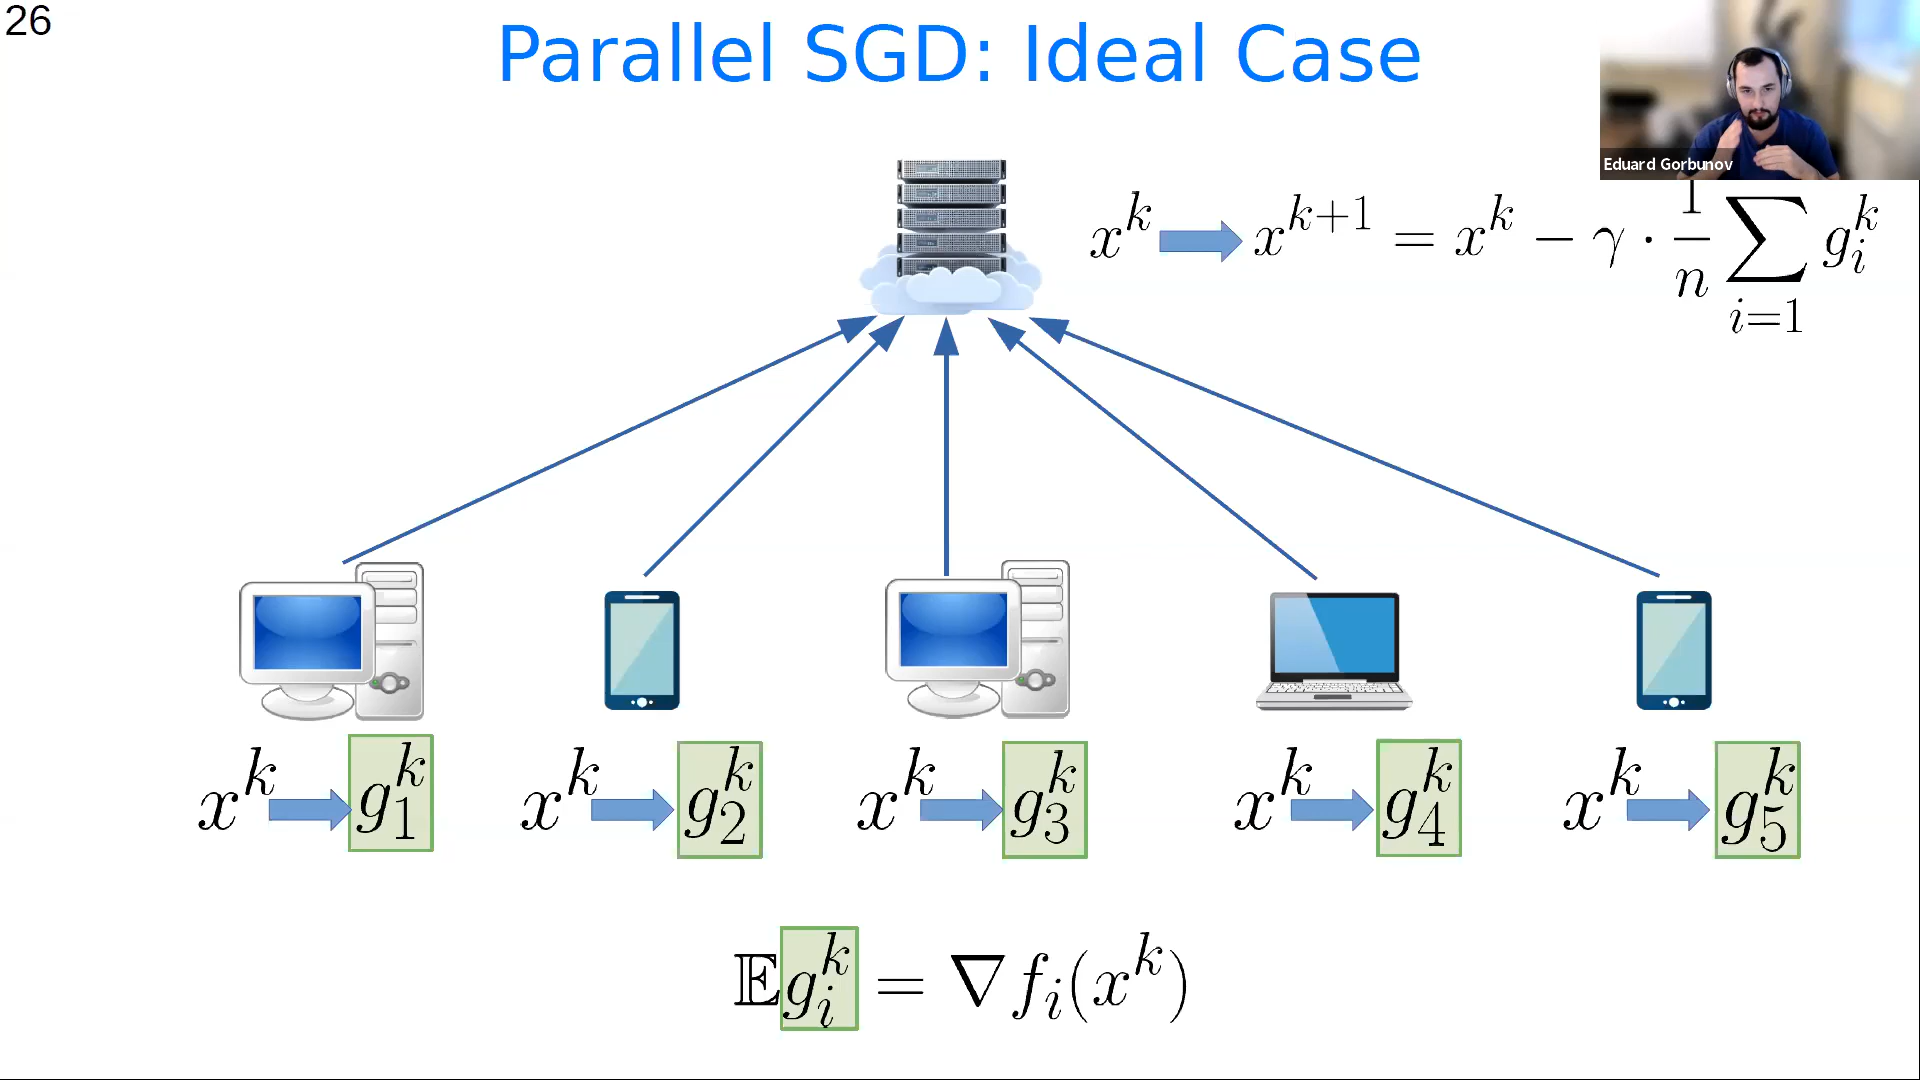 26
Parallel SGD: Ideal Case
Eduard Gorbunov
x^k x^{k+1} = x^k − γ · 1/n ∑_{i=1} g_i^k
x^k g_1^k x^k g_2^k x^k g_3^k x^k g_4^k x^k g_5^k
𝔼g_i^k = ∇f_i(x^k)